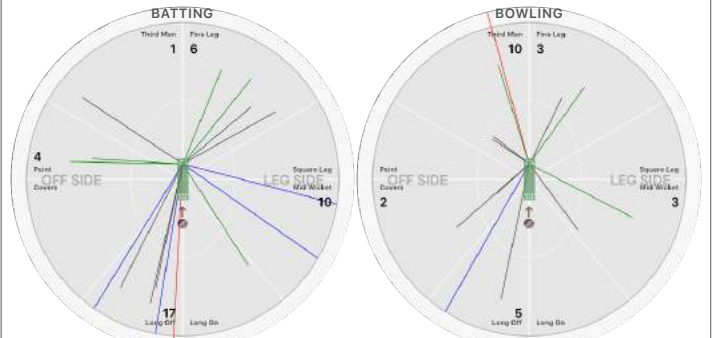 BATTING
Third Man Fine Leg
1 6
4
Point
OFF SIDE
Covers
Square Leg
LEG SIDE
Mid Wicket
10
17
Long Off Long On
BOWLING
Third Man Fine Leg
10 3
Point
OFF SIDE
Covers
2
Square Leg
LEG SIDE
Mid Wicket
3
5
Long Off Long On